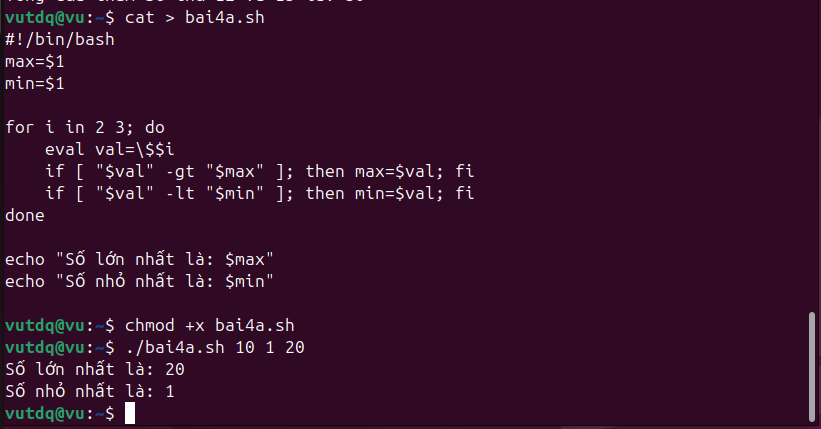 vutdq@vu:~$ cat > bai4a.sh
#!/bin/bash
max=$1
min=$1

for i in 2 3; do
    eval val=\$$i
    if [ "$val" -gt "$max" ]; then max=$val; fi
    if [ "$val" -lt "$min" ]; then min=$val; fi
done

echo "Số lớn nhất là: $max"
echo "Số nhỏ nhất là: $min"

vutdq@vu:~$ chmod +x bai4a.sh
vutdq@vu:~$ ./bai4a.sh 10 1 20
Số lớn nhất là: 20
Số nhỏ nhất là: 1
vutdq@vu:~$